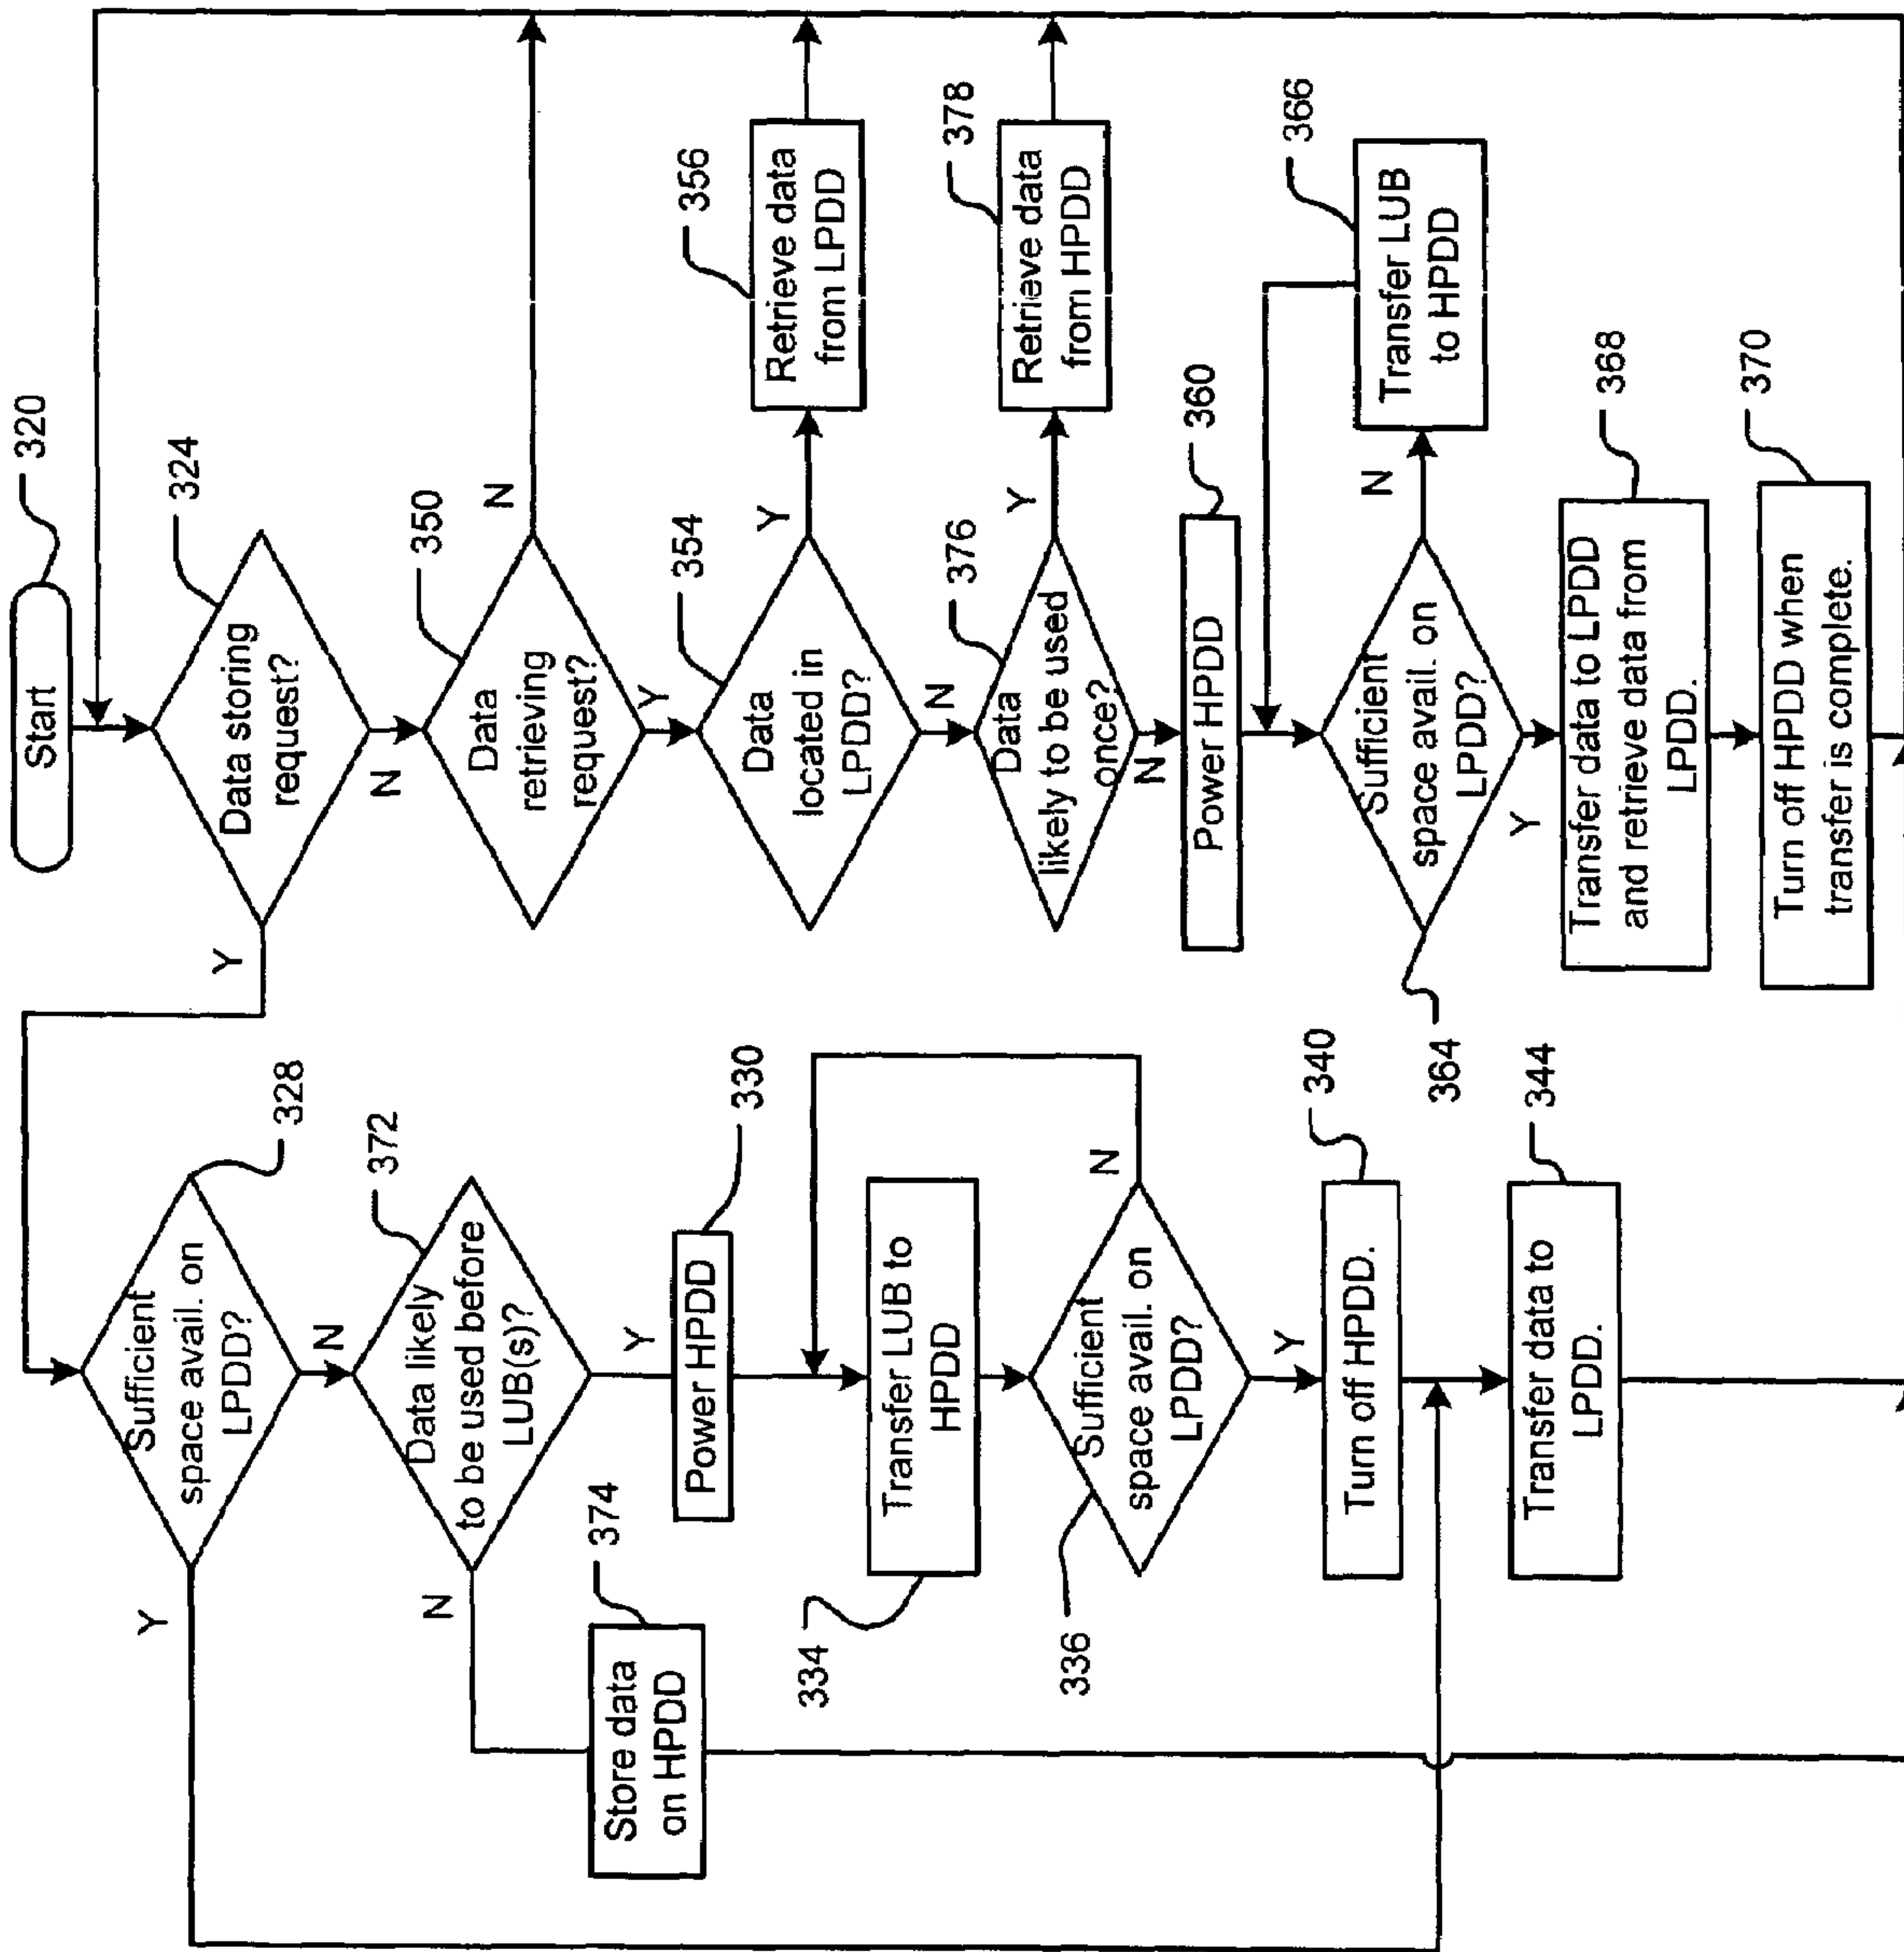 Start
320
Data storing
request?
324
Y
N
Data
retrieving
request?
350
N
Y
Data
located in
LPDD?
354
Y
N
Retrieve data
from LPDD
356
Data
likely to be used
once?
376
Y
N
Retrieve data
from HPDD
378
Power HPDD
360
Sufficient
space avail. on
LPDD?
364
N
Y
Transfer LUB
to HPDD
366
Transfer data to LPDD
and retrieve data from
LPDD.
368
Turn off HPDD when
transfer is complete.
370
Sufficient
space avail. on
LPDD?
328
Y
N
Data likely
to be used before
LUB(s)?
372
N
Y
Store data
on HPDD
374
Power HPDD
330
Transfer LUB to
HPDD
334
Sufficient
space avail. on
LPDD?
336
N
Y
Turn off HPDD.
340
Transfer data to
LPDD.
344